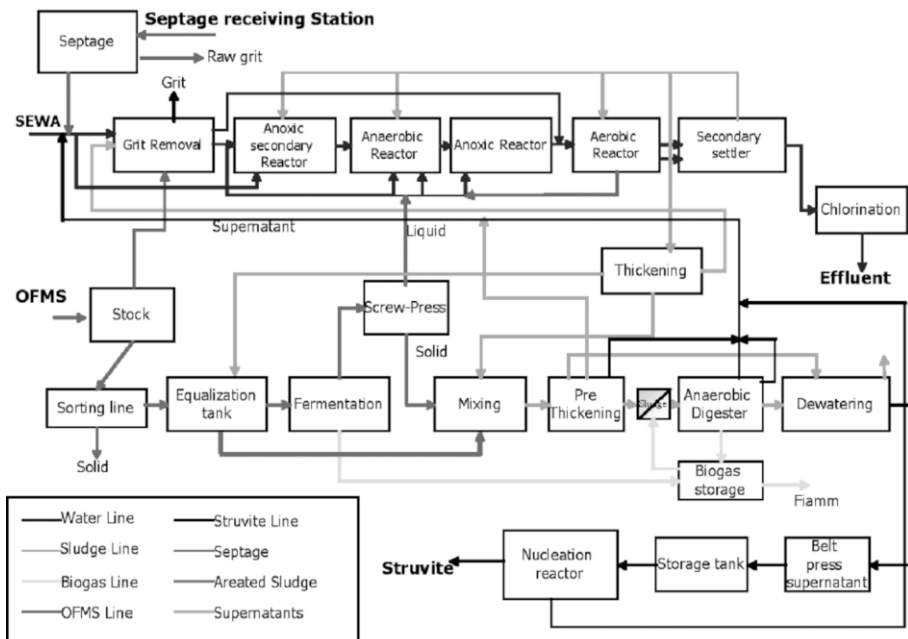 Septage receiving Station
Septage
Raw grit
Grit
SEWA
Grit Removal
Anoxic
secondary
Reactor
Anaerobic
Reactor
Anoxic Reactor
Aerobic
Reactor
Secondary
settler
Chlorination
Effluent
Supernatant
Liquid
Thickening
OFMS
Stock
Screw-Press
Solid
Sorting line
Equalization
tank
Fermentation
Mixing
Pre
Thickening
Anaerobic
Digester
Dewatering
Solid
Biogas
storage
Fiamm
Water Line
Sludge Line
Biogas Line
OFMS Line
Struvite Line
Septage
Areated Sludge
Supernatants
Struvite
Nucleation
reactor
Storage tank
Belt
press
supernatant